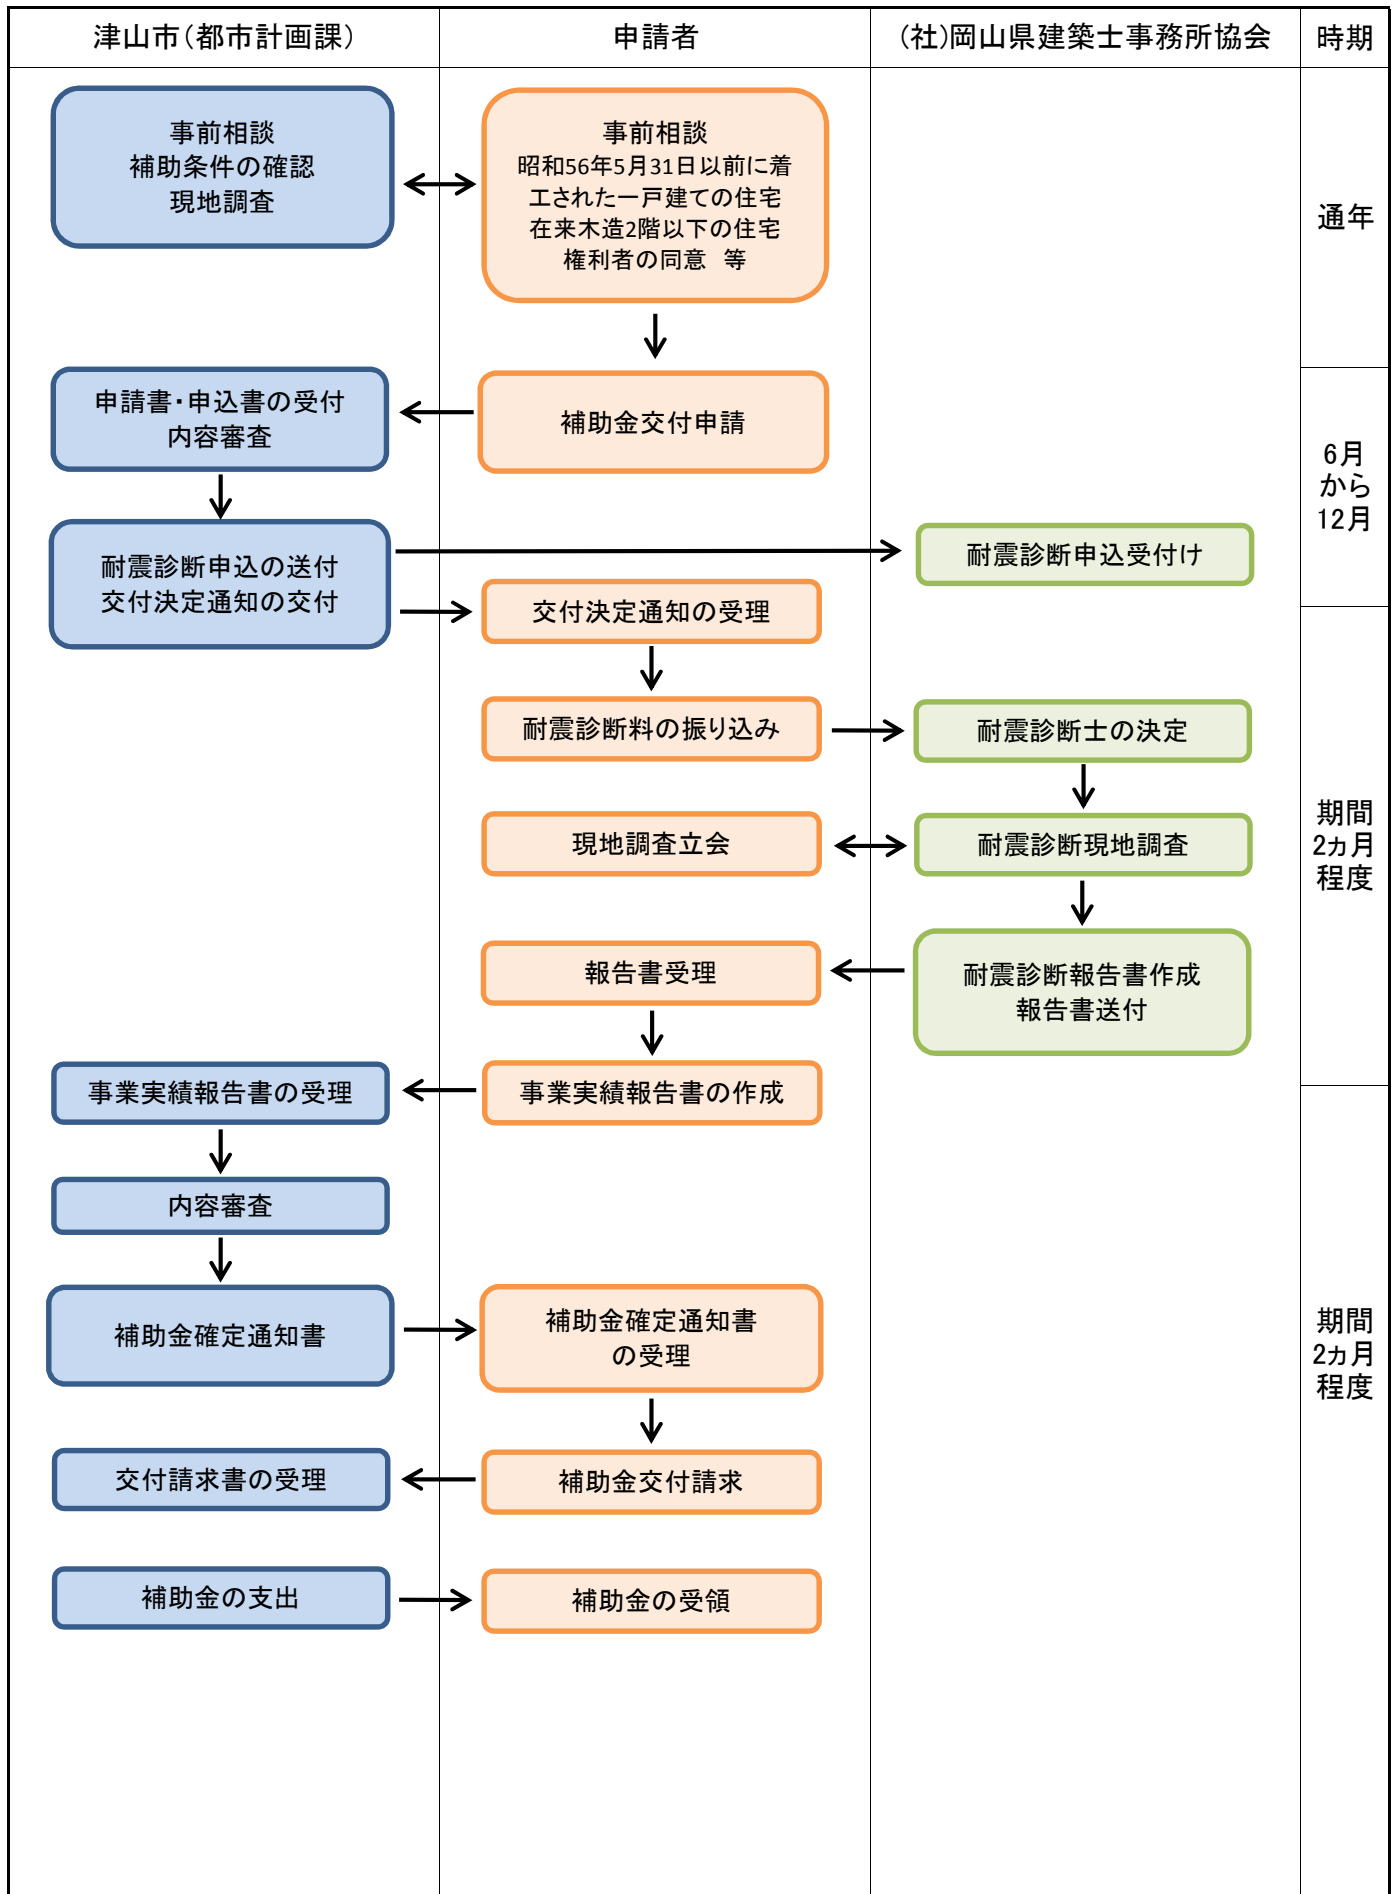 津山市(都市計画課)
申請者
(社)岡山県建築士事務所協会
時期
事前相談
補助条件の確認
現地調査
事前相談
昭和56年5月31日以前に着
工された一戸建ての住宅
在来木造2階以下の住宅
権利者の同意　等
通年
申請書・申込書の受付
内容審査
補助金交付申請
6月
から
12月
耐震診断申込の送付
交付決定通知の交付
耐震診断申込受付け
交付決定通知の受理
耐震診断料の振り込み
耐震診断士の決定
現地調査立会
耐震診断現地調査
期間
2ヵ月
程度
報告書受理
耐震診断報告書作成
報告書送付
事業実績報告書の受理
事業実績報告書の作成
内容審査
補助金確定通知書
補助金確定通知書
の受理
期間
2ヵ月
程度
交付請求書の受理
補助金交付請求
補助金の支出
補助金の受領